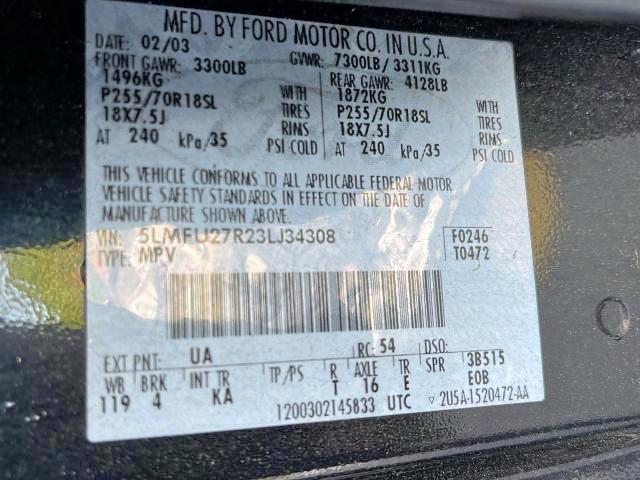 MFD. BY FORD MOTOR CO. IN U.S.A.
DATE: 02/03 GVWR: 7300LB/ 3311KG
FRONT GAWR: 3300LB REAR GAWR: 4128LB
1496KG 1872KG
P255/70R18SL WITH TIRES P255/70R18SL WITH TIRES
18X7.5J RIMS 18X7.5J RIMS
AT 240 kPa/35 PSI COLD AT 240 kPa/35 PSI COLD
THIS VEHICLE CONFORMS TO ALL APPLICABLE FEDERAL MOTOR
VEHICLE SAFETY STANDARDS IN EFFECT ON THE DATE OF
MANUFACTURE SHOWN ABOVE.
VIN: 5LMFU27R23LJ34308 F0246
TYPE: MPV T0472
EXT PNT: UA RC: 54 DSO:
WB BRK INT TR TP/PS R AXLE TR SPR 3B515
119 4 KA T 16 E EOB
1200302145833 UTC ▽ 2U5A-1520472-AA